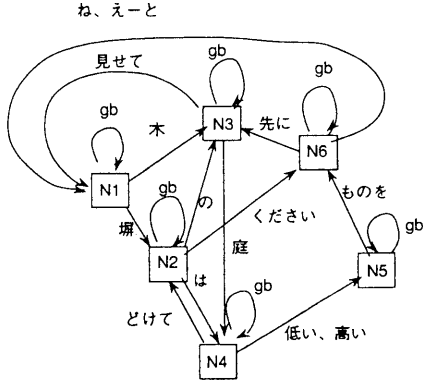 ね、えーと
見せて
gb
gb
gb
木
N3
先に
N6
N1
gb
の
ください
ものを
gb
塀
庭
N2
は
N5
gb
どけて
低い、高い
N4